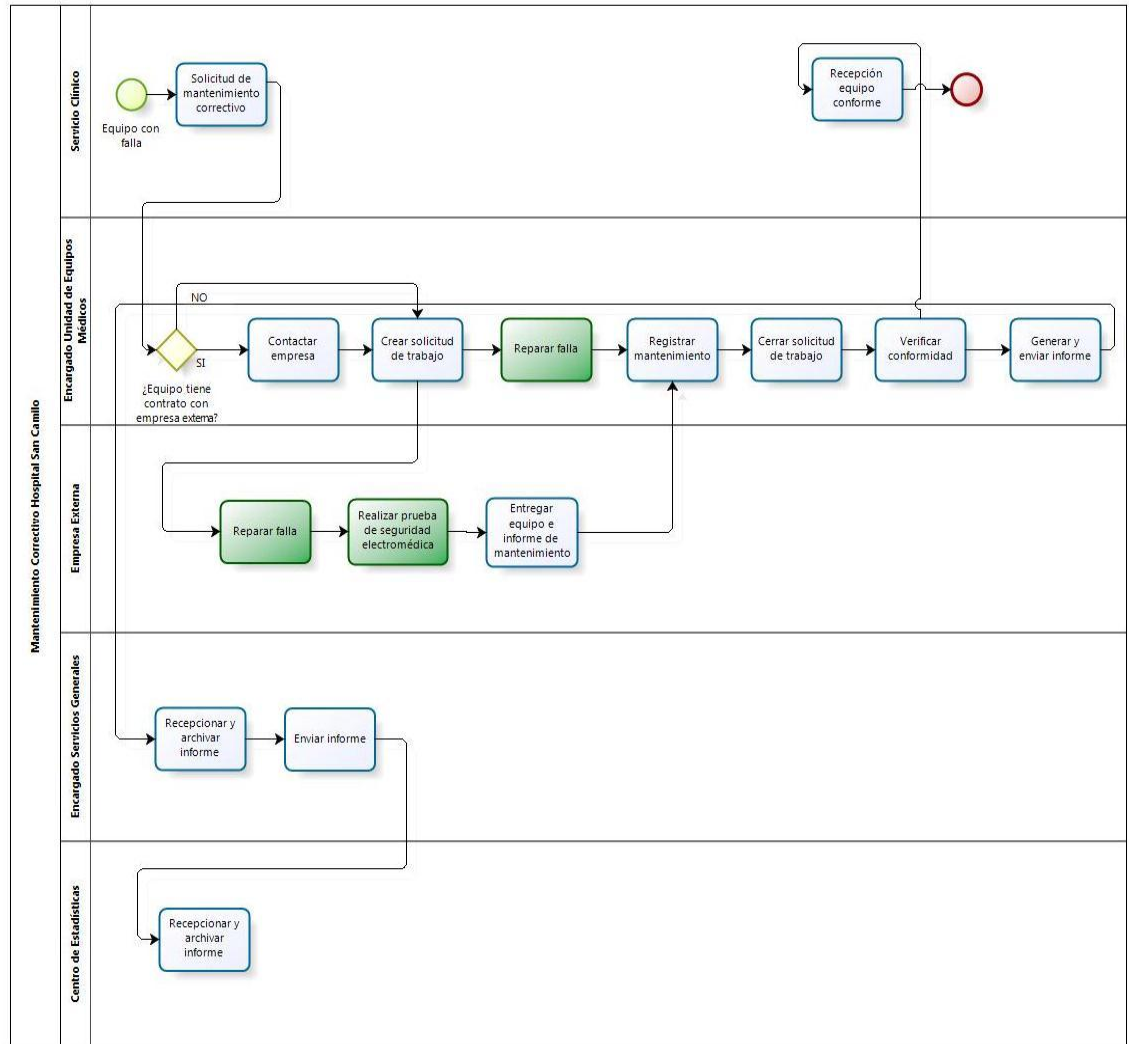 Mantenimiento Correctivo Hospital San Camilo
Servicio Clínico
Equipo con
falla
Solicitud de
mantenimiento
correctivo
Recepción
equipo
conforme
Encargado Unidad de Equipos
Médicos
NO
SI
¿Equipo tiene
contrato con
empresa externa?
Contactar
empresa
Crear solicitud
de trabajo
Reparar falla
Registrar
mantenimiento
Cerrar solicitud
de trabajo
Verificar
conformidad
Generar y
enviar informe
Empresa Externa
Reparar falla
Realizar prueba
de seguridad
electromédica
Entregar
equipo e
informe de
mantenimiento
Encargado Servicios Generales
Recepcionar y
archivar
informe
Enviar informe
Centro de Estadísticas
Recepcionar y
archivar
informe